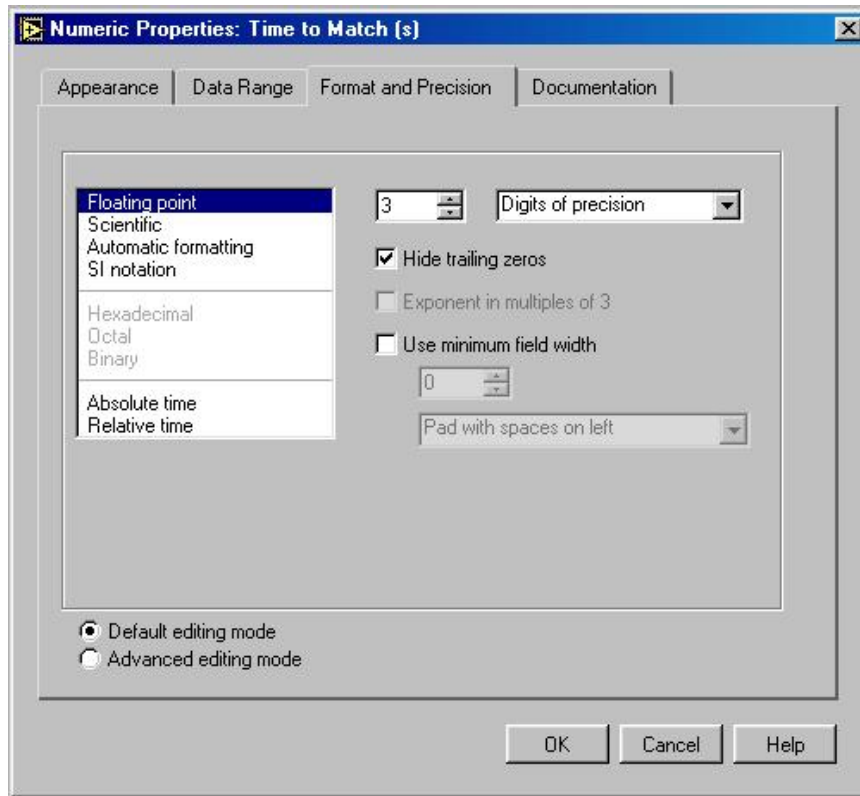 Numeric Properties: Time to Match (s)
Appearance
Data Range
Format and Precision
Documentation
Floating point
Scientific
Automatic formatting
SI notation
Hexadecimal
Octal
Binary
Absolute time
Relative time
3
Digits of precision
Hide trailing zeros
Exponent in multiples of 3
Use minimum field width
0
Pad with spaces on left
Default editing mode
Advanced editing mode
OK
Cancel
Help